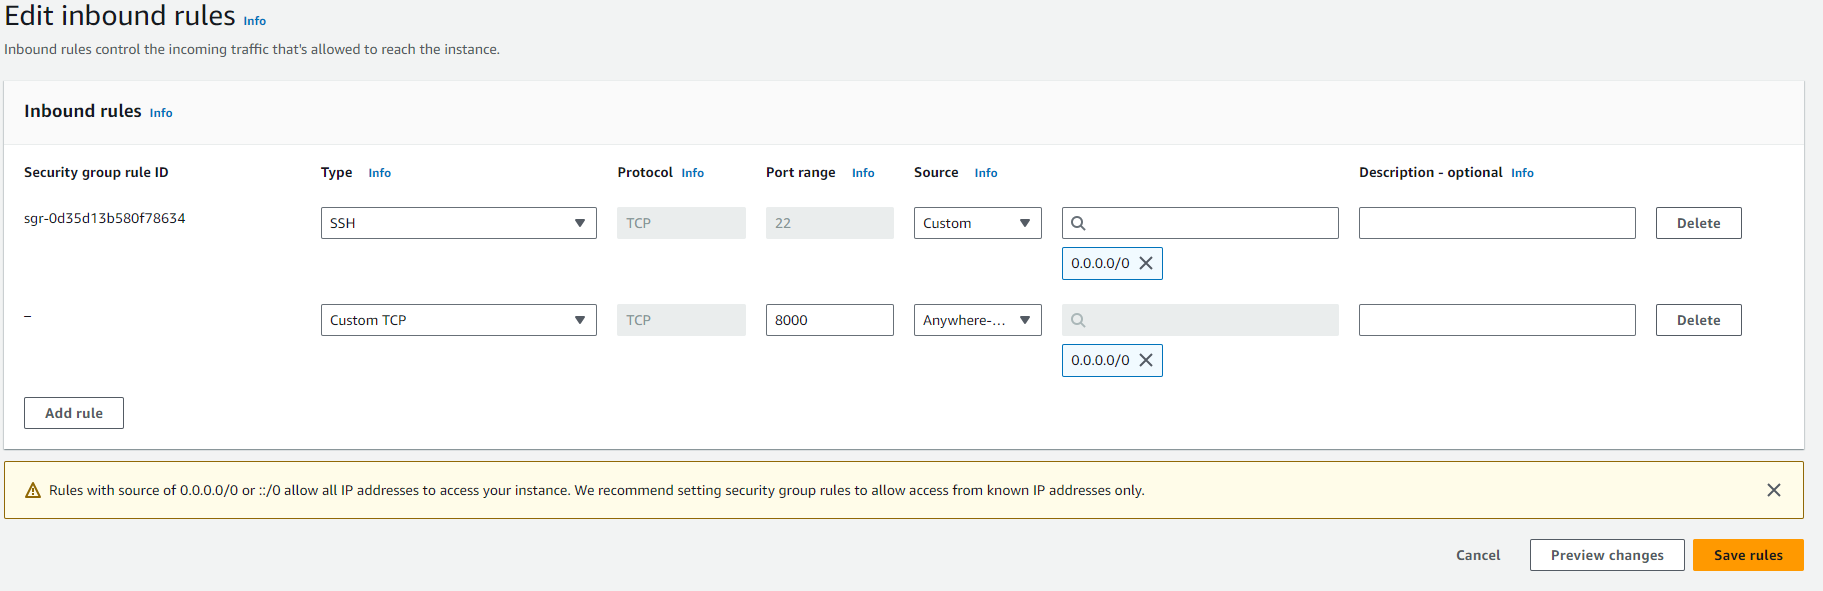 Edit inbound rules Info
Inbound rules control the incoming traffic that's allowed to reach the instance.
Inbound rules Info
Security group rule ID Type Info Protocol Info Port range Info Source Info Description - optional Info
sgr-0d35d13b580f78634 SSH TCP 22 Custom Delete
0.0.0.0/0
– Custom TCP TCP 8000 Anywhere-... Delete
0.0.0.0/0
Add rule
Rules with source of 0.0.0.0/0 or ::/0 allow all IP addresses to access your instance. We recommend setting security group rules to allow access from known IP addresses only.
Cancel Preview changes Save rules